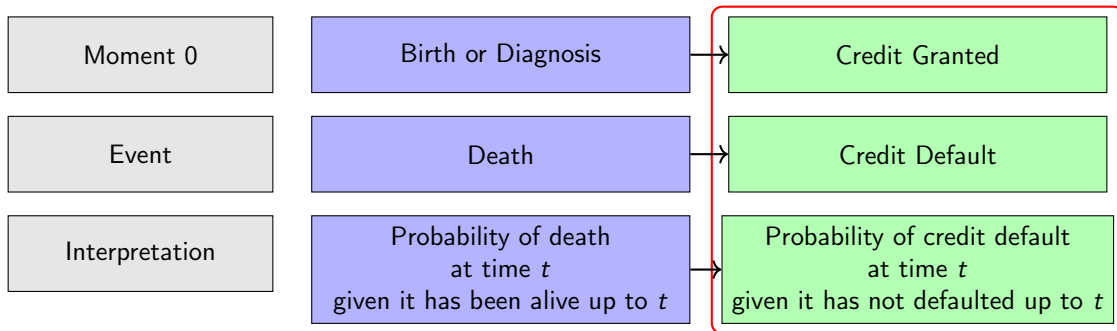 Moment 0
Birth or Diagnosis
Credit Granted
Event
Death
Credit Default
Interpretation
Probability of death
at time t
given it has been alive up to t
Probability of credit default
at time t
given it has not defaulted up to t